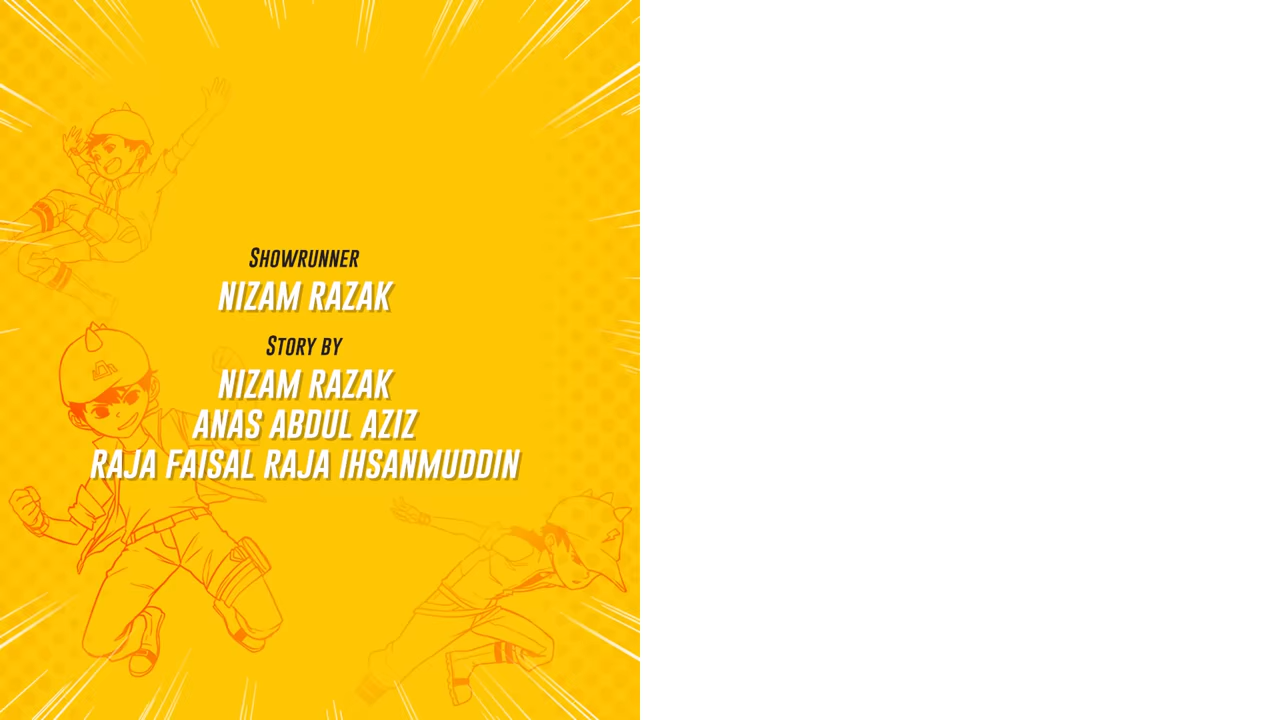 SHOWRUNNER
NIZAM RAZAK
STORY BY
NIZAM RAZAK
ANAS ABDUL AZIZ
RAJA FAISAL RAJA IHSANMUDDIN